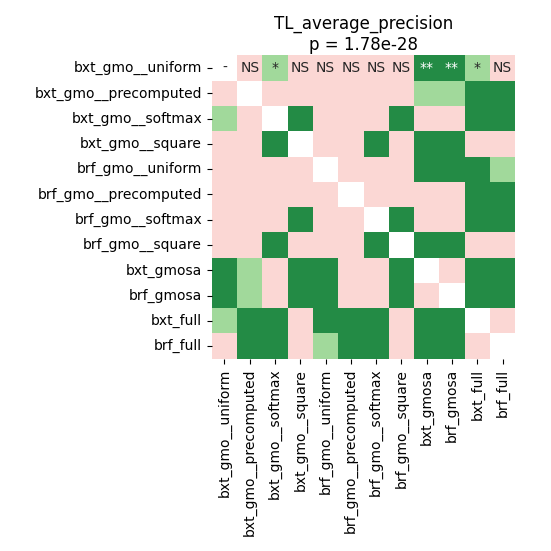 TL_average_precision
p = 1.78e-28
bxt_gmo__uniform - NS * NS NS NS NS NS ** ** * NS
bxt_gmo__precomputed
bxt_gmo__softmax
bxt_gmo__square
brf_gmo__uniform
brf_gmo__precomputed
brf_gmo__softmax
brf_gmo__square
bxt_gmosa
brf_gmosa
bxt_full
brf_full
bxt_gmo__uniform
bxt_gmo__precomputed
bxt_gmo__softmax
bxt_gmo__square
brf_gmo__uniform
brf_gmo__precomputed
brf_gmo__softmax
brf_gmo__square
bxt_gmosa
brf_gmosa
bxt_full
brf_full